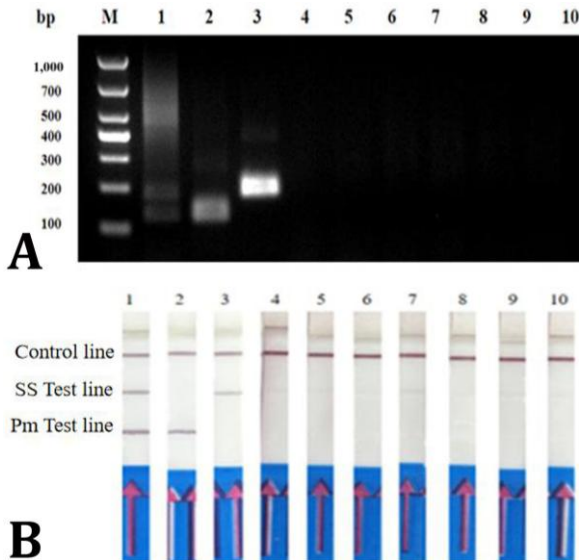 bp M 1 2 3 4 5 6 7 8 9 10
1,000
700
500
400
300
200
100
A
1 2 3 4 5 6 7 8 9 10
Control line
SS Test line
Pm Test line
B